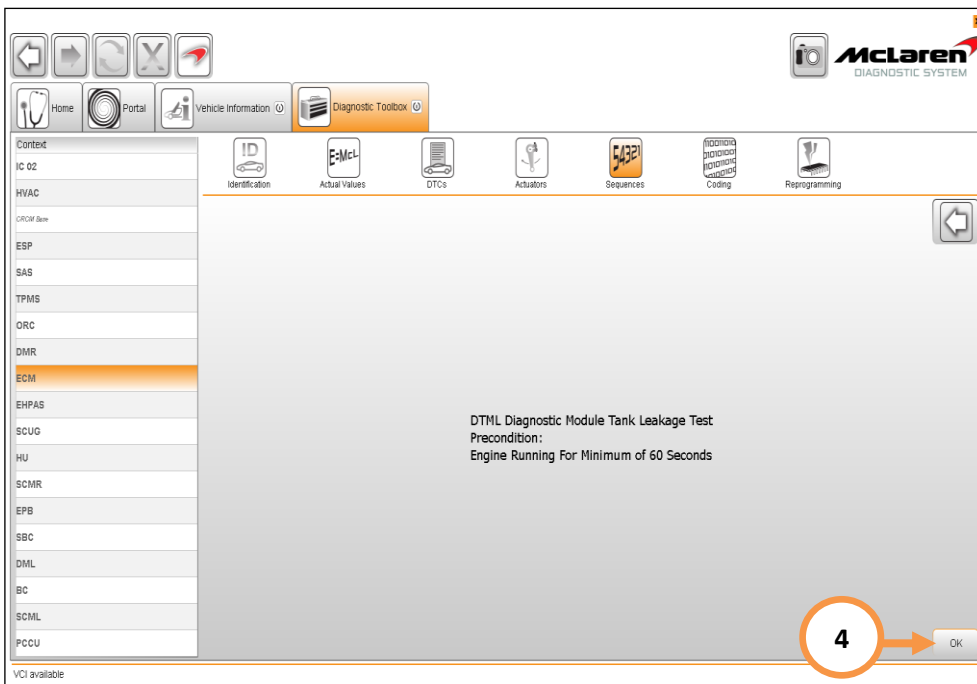 McLaren
DIAGNOSTIC SYSTEM
Home
Portal
Vehicle Information
Diagnostic Toolbox
Context
IC 02
HVAC
CRCM Base
ESP
SAS
TPMS
ORC
DMR
ECM
EHPAS
SCUG
HU
SCMR
EPB
SBC
DML
BC
SCML
PCCU
ID
Identification
E=McL
Actual Values
DTCs
Actuators
54321
Sequences
Coding
Reprogramming
DTML Diagnostic Module Tank Leakage Test
Precondition:
Engine Running For Minimum of 60 Seconds
4
OK
VCI available